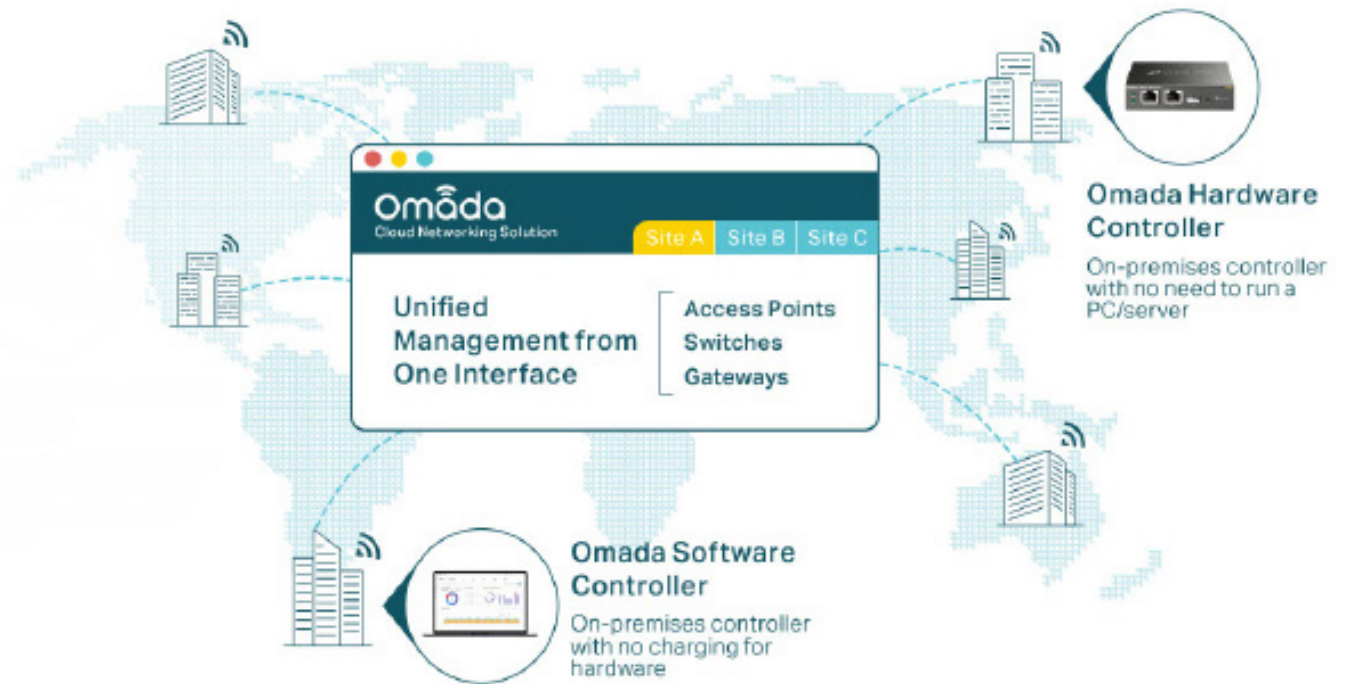 Omada
Cloud Networking Solution
Site A
Site B
Site C
Unified
Management from
One Interface
Access Points
Switches
Gateways
Omada Hardware
Controller
On-premises controller
with no need to run a
PC/server
Omada Software
Controller
On-premises controller
with no charging for
hardware